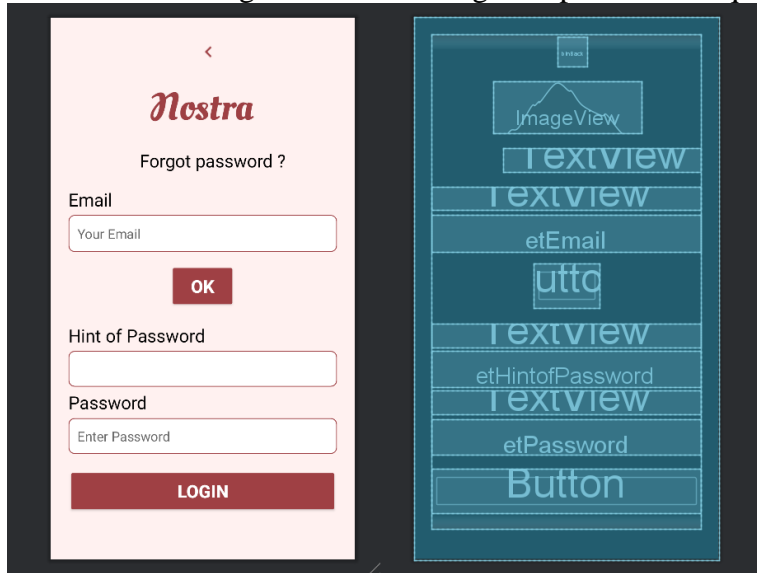 Nostra
Forgot password ?
Email
Your Email
OK
Hint of Password
Password
Enter Password
LOGIN
ImageView
TextView
TextView
etEmail
TextView
etHintofPassword
TextView
etPassword
Button